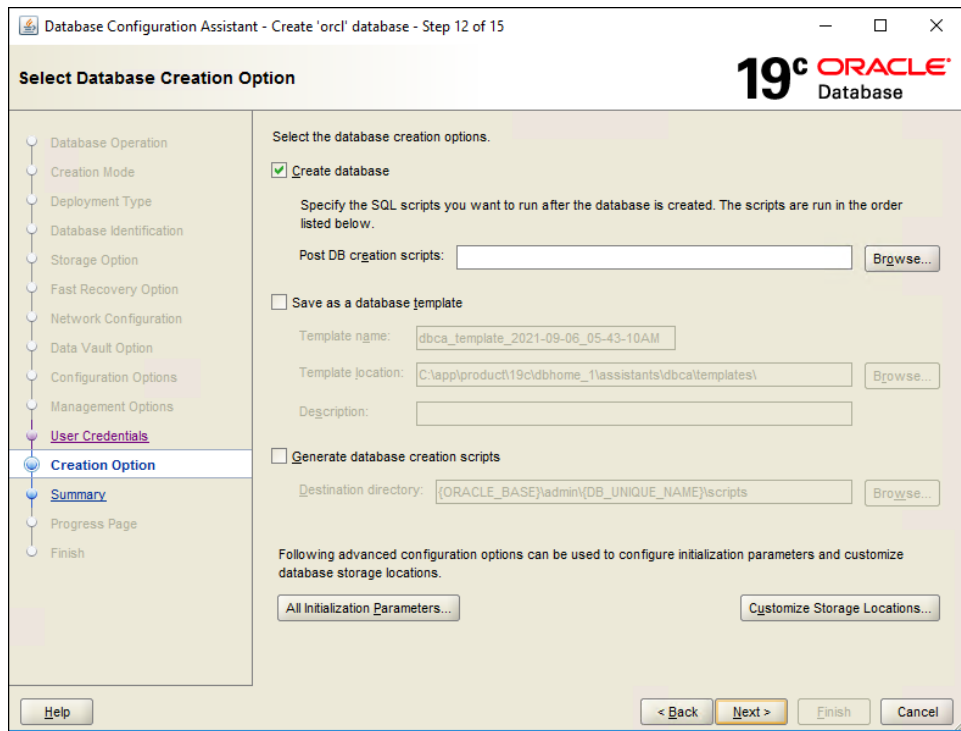 Database Configuration Assistant - Create 'orcl' database - Step 12 of 15
Select Database Creation Option
19c ORACLE
Database
Database Operation
Creation Mode
Deployment Type
Database Identification
Storage Option
Fast Recovery Option
Network Configuration
Data Vault Option
Configuration Options
Management Options
User Credentials
Creation Option
Summary
Progress Page
Finish
Select the database creation options.
Create database
Specify the SQL scripts you want to run after the database is created. The scripts are run in the order
listed below.
Post DB creation scripts: Browse...
Save as a database template
Template name: dbca_template_2021-09-06_05-43-10AM
Template location: C:\app\product\19c\dbhome_1\assistants\dbca\templates\ Browse...
Description:
Generate database creation scripts
Destination directory: {ORACLE_BASE}\admin\{DB_UNIQUE_NAME}\scripts Browse...
Following advanced configuration options can be used to configure initialization parameters and customize
database storage locations.
All Initialization Parameters... Customize Storage Locations...
Help < Back Next > Finish Cancel